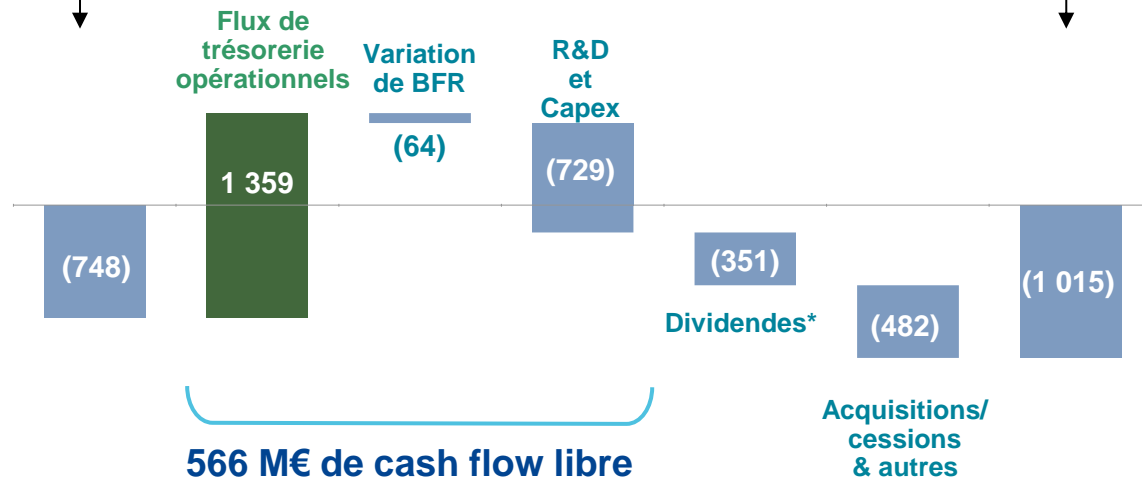 Flux de
trésorerie
opérationnels
Variation
de BFR
R&D
et
Capex
(64)
1 359
(729)
(748)
(351)
(1 015)
Dividendes*
(482)
Acquisitions/
cessions
& autres
566 M€ de cash flow libre